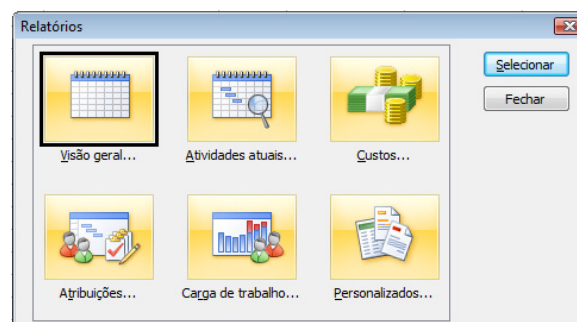 Relatórios
Selecionar
Fechar
Visão geral...
Atividades atuais...
Custos...
Atribuições...
Carga de trabalho...
Personalizados...